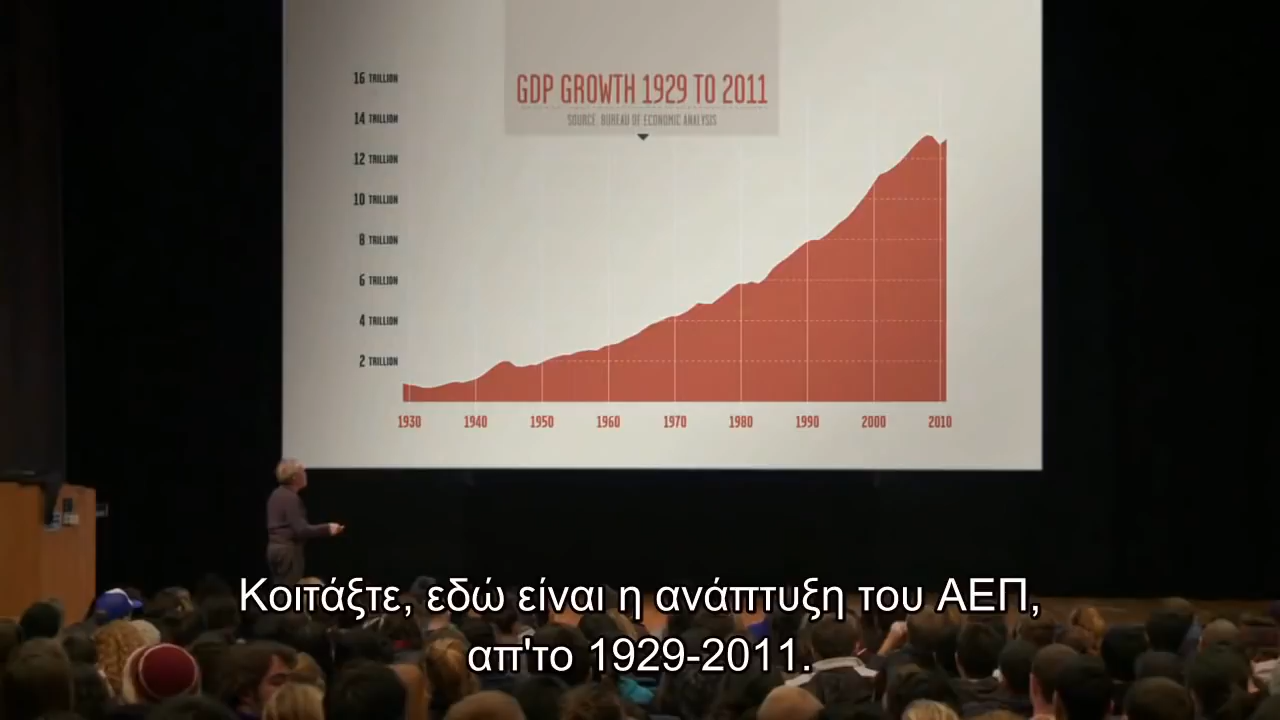 16 TRILLION
GDP GROWTH 1929 TO 2011
14 TRILLION
SOURCE: BUREAU OF ECONOMIC ANALYSIS
12 TRILLION
10 TRILLION
8 TRILLION
6 TRILLION
4 TRILLION
2 TRILLION
1930 1940 1950 1960 1970 1980 1990 2000 2010
Κοιτάξτε, εδώ είναι η ανάπτυξη του ΑΕΠ,
απ'το 1929-2011.